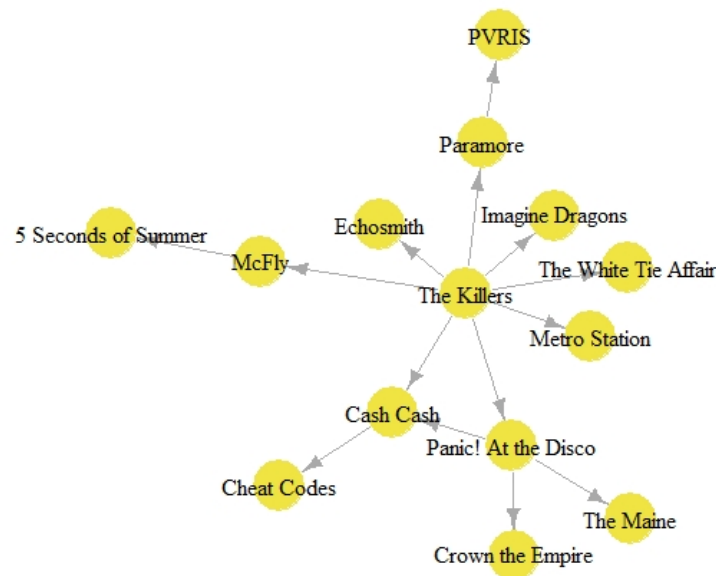 PVRIS
Paramore
Imagine Dragons
Echosmith
5 Seconds of Summer
McFly
The White Tie Affair
The Killers
Metro Station
Cash Cash
Panic! At the Disco
Cheat Codes
The Maine
Crown the Empire